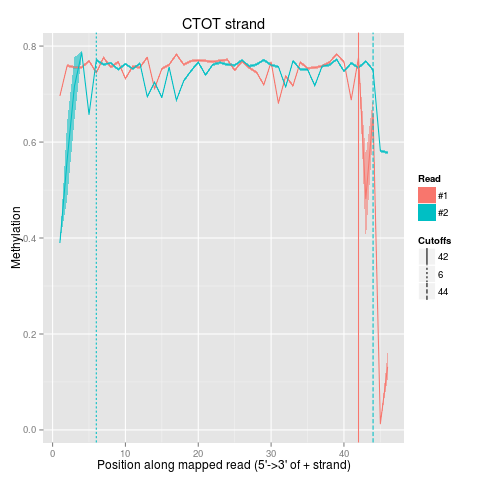 CTOT strand
Methylation
0.8
0.6
0.4
0.2
0.0
0 10 20 30 40
Position along mapped read (5'->3' of + strand)
Read
#1
#2
Cutoffs
42
6
44